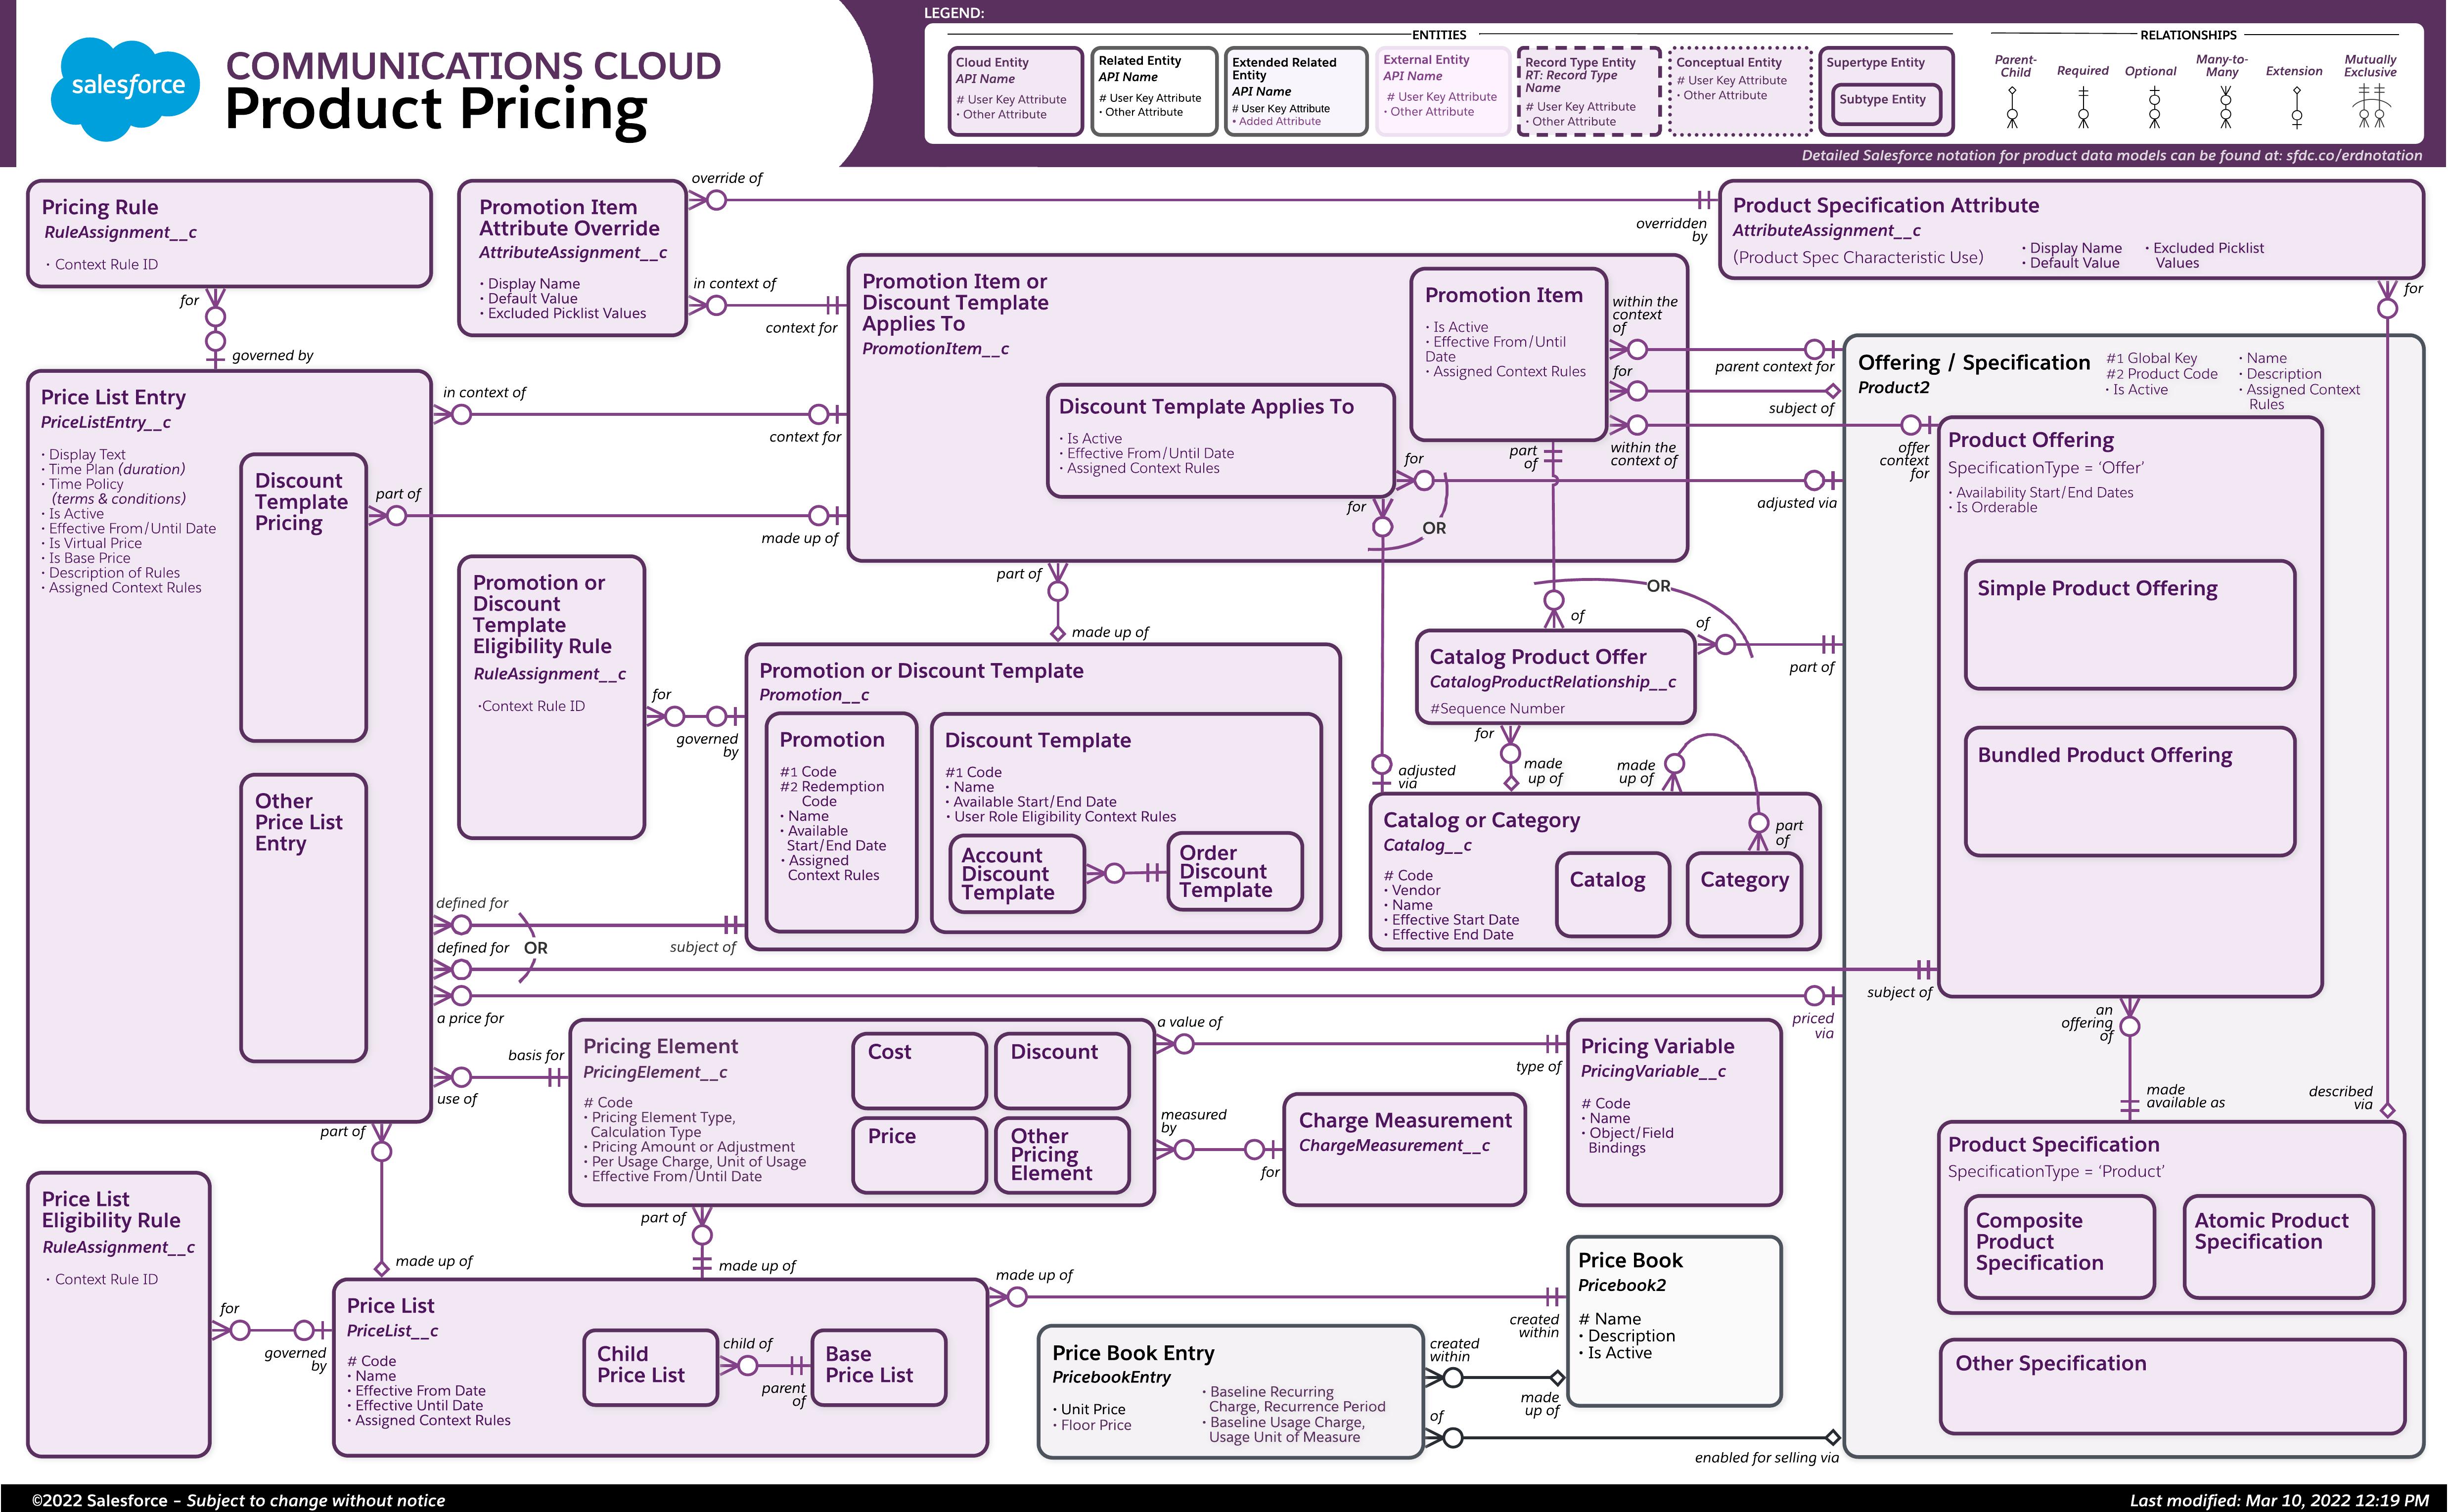 salesforce
COMMUNICATIONS CLOUD
Product Pricing
LEGEND:
ENTITIES
Cloud Entity
API Name
# User Key Attribute
• Other Attribute
Related Entity
API Name
# User Key Attribute
• Other Attribute
Extended Related
Entity
API Name
# User Key Attribute
• Added Attribute
External Entity
API Name
# User Key Attribute
• Other Attribute
Record Type Entity
RT: Record Type
Name
# User Key Attribute
• Other Attribute
Conceptual Entity
# User Key Attribute
• Other Attribute
Supertype Entity
Subtype Entity
RELATIONSHIPS
Parent-
Child
Required
Optional
Many-to-
Many
Extension
Mutually
Exclusive
Detailed Salesforce notation for product data models can be found at: sfdc.co/erdnotation
Pricing Rule
RuleAssignment__c
• Context Rule ID
for
governed by
Promotion Item
Attribute Override
AttributeAssignment__c
• Display Name
• Default Value
• Excluded Picklist Values
override of
overridden
by
in context of
context for
Product Specification Attribute
AttributeAssignment__c
(Product Spec Characteristic Use)
• Display Name
• Default Value
• Excluded Picklist
Values
for
Promotion Item or
Discount Template
Applies To
PromotionItem__c
Promotion Item
• Is Active
• Effective From/Until
Date
• Assigned Context Rules
within the
context
of
parent context for
for
subject of
within the
context of
offer
context
for
Discount Template Applies To
• Is Active
• Effective From/Until Date
• Assigned Context Rules
for
adjusted via
for
OR
part
of
Offering / Specification
Product2
#1 Global Key
#2 Product Code
• Is Active
• Name
• Description
• Assigned Context
Rules
Product Offering
SpecificationType = ‘Offer’
• Availability Start/End Dates
• Is Orderable
Simple Product Offering
Bundled Product Offering
Price List Entry
PriceListEntry__c
• Display Text
• Time Plan (duration)
• Time Policy
(terms & conditions)
• Is Active
• Effective From/Until Date
• Is Virtual Price
• Is Base Price
• Description of Rules
• Assigned Context Rules
Discount
Template
Pricing
Other
Price List
Entry
in context of
context for
part of
made up of
Promotion or
Discount
Template
Eligibility Rule
RuleAssignment__c
•Context Rule ID
for
governed
by
part of
made up of
Promotion or Discount Template
Promotion__c
Promotion
#1 Code
#2 Redemption
Code
• Name
• Available
Start/End Date
• Assigned
Context Rules
Discount Template
#1 Code
• Name
• Available Start/End Date
• User Role Eligibility Context Rules
Account
Discount
Template
Order
Discount
Template
OR
of
of
part of
Catalog Product Offer
CatalogProductRelationship__c
#Sequence Number
for
made
up of
made
up of
adjusted
via
part
of
Catalog or Category
Catalog__c
# Code
• Vendor
• Name
• Effective Start Date
• Effective End Date
Catalog
Category
defined for
subject of
defined for
OR
subject of
a price for
priced
via
Pricing Element
PricingElement__c
# Code
• Pricing Element Type,
Calculation Type
• Pricing Amount or Adjustment
• Per Usage Charge, Unit of Usage
• Effective From/Until Date
Cost
Discount
Price
Other
Pricing
Element
basis for
use of
a value of
type of
measured
by
for
Charge Measurement
ChargeMeasurement__c
Pricing Variable
PricingVariable__c
# Code
• Name
• Object/Field
Bindings
an
offering
of
made
available as
described
via
Product Specification
SpecificationType = ‘Product’
Composite
Product
Specification
Atomic Product
Specification
Other Specification
part of
made up of
part of
made up of
Price List
Eligibility Rule
RuleAssignment__c
• Context Rule ID
for
governed
by
Price List
PriceList__c
# Code
• Name
• Effective From Date
• Effective Until Date
• Assigned Context Rules
Child
Price List
child of
parent
of
Base
Price List
made up of
created
within
Price Book
Pricebook2
# Name
• Description
• Is Active
Price Book Entry
PricebookEntry
• Unit Price
• Floor Price
• Baseline Recurring
Charge, Recurrence Period
• Baseline Usage Charge,
Usage Unit of Measure
created
within
made
up of
of
enabled for selling via
©2022 Salesforce – Subject to change without notice
Last modified: Mar 10, 2022 12:19 PM